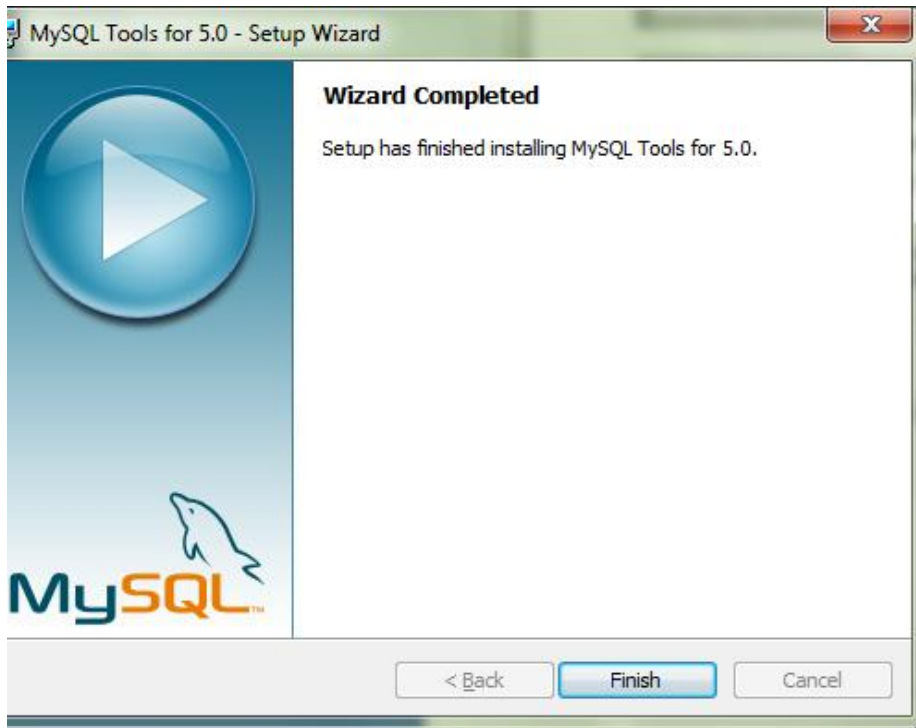 MySQL Tools for 5.0 - Setup Wizard
Wizard Completed
Setup has finished installing MySQL Tools for 5.0.
MySQL™
< Back
Finish
Cancel